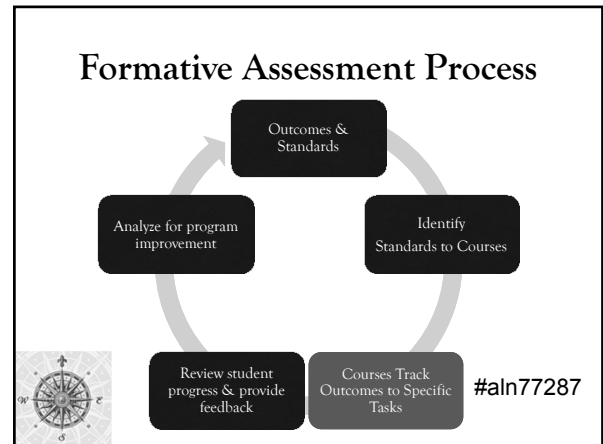 Formative Assessment Process
Outcomes &
Standards
Identify
Standards to Courses
Courses Track
Outcomes to Specific
Tasks
Review student
progress & provide
feedback
Analyze for program
improvement
#aln77287
W
E
S